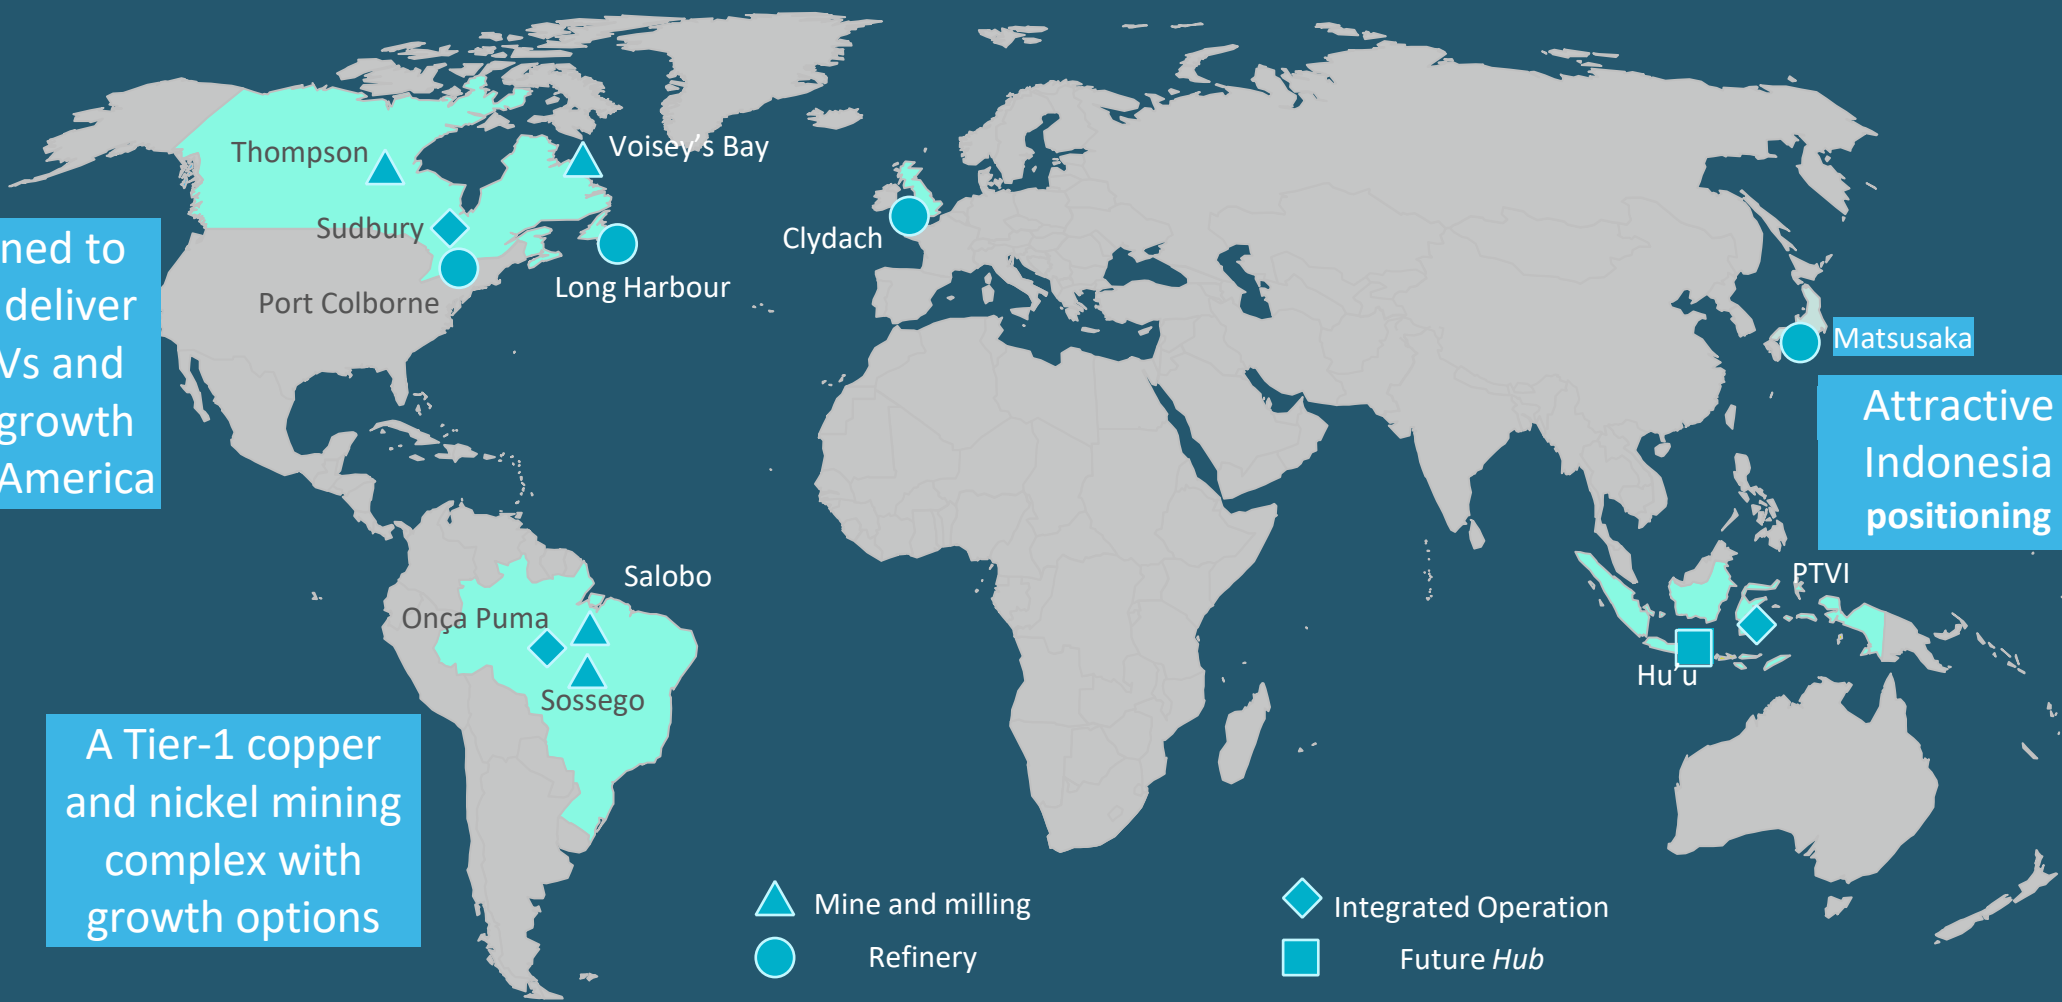 Thompson
Voisey's Bay
Sudbury
Port Colborne
Long Harbour
Clydach
Matsusaka
ned to
deliver
Vs and
growth
America
Attractive
Indonesia
positioning
Salobo
Onça Puma
Sossego
PTVI
Hu'u
A Tier-1 copper
and nickel mining
complex with
growth options
Mine and milling
Integrated Operation
Refinery
Future Hub